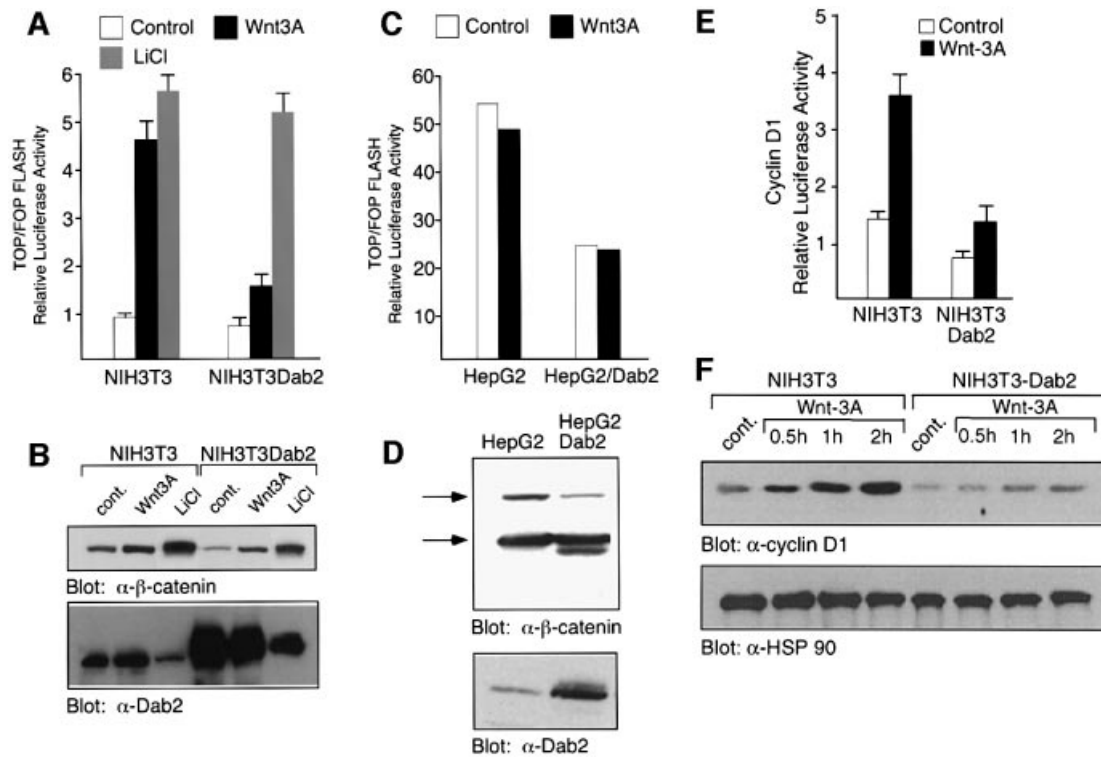 A
Control
Wnt3A
LiCl
TOP/FOP FLASH
Relative Luciferase Activity
6
5
4
3
2
1
NIH3T3
NIH3T3Dab2
B
NIH3T3
NIH3T3Dab2
cont.
Wnt3A
LiCl
cont.
Wnt3A
LiCl
Blot: α-β-catenin
Blot: α-Dab2
C
Control
Wnt3A
TOP/FOP FLASH
Relative Luciferase Activity
60
50
40
30
20
10
HepG2
HepG2/Dab2
D
HepG2
HepG2
Dab2
Blot: α-β-catenin
Blot: α-Dab2
E
Control
Wnt-3A
Cyclin D1
Relative Luciferase Activity
5
4
3
2
1
NIH3T3
NIH3T3
Dab2
F
NIH3T3
NIH3T3-Dab2
Wnt-3A
Wnt-3A
cont.
0.5h
1h
2h
cont.
0.5h
1h
2h
Blot: α-cyclin D1
Blot: α-HSP 90